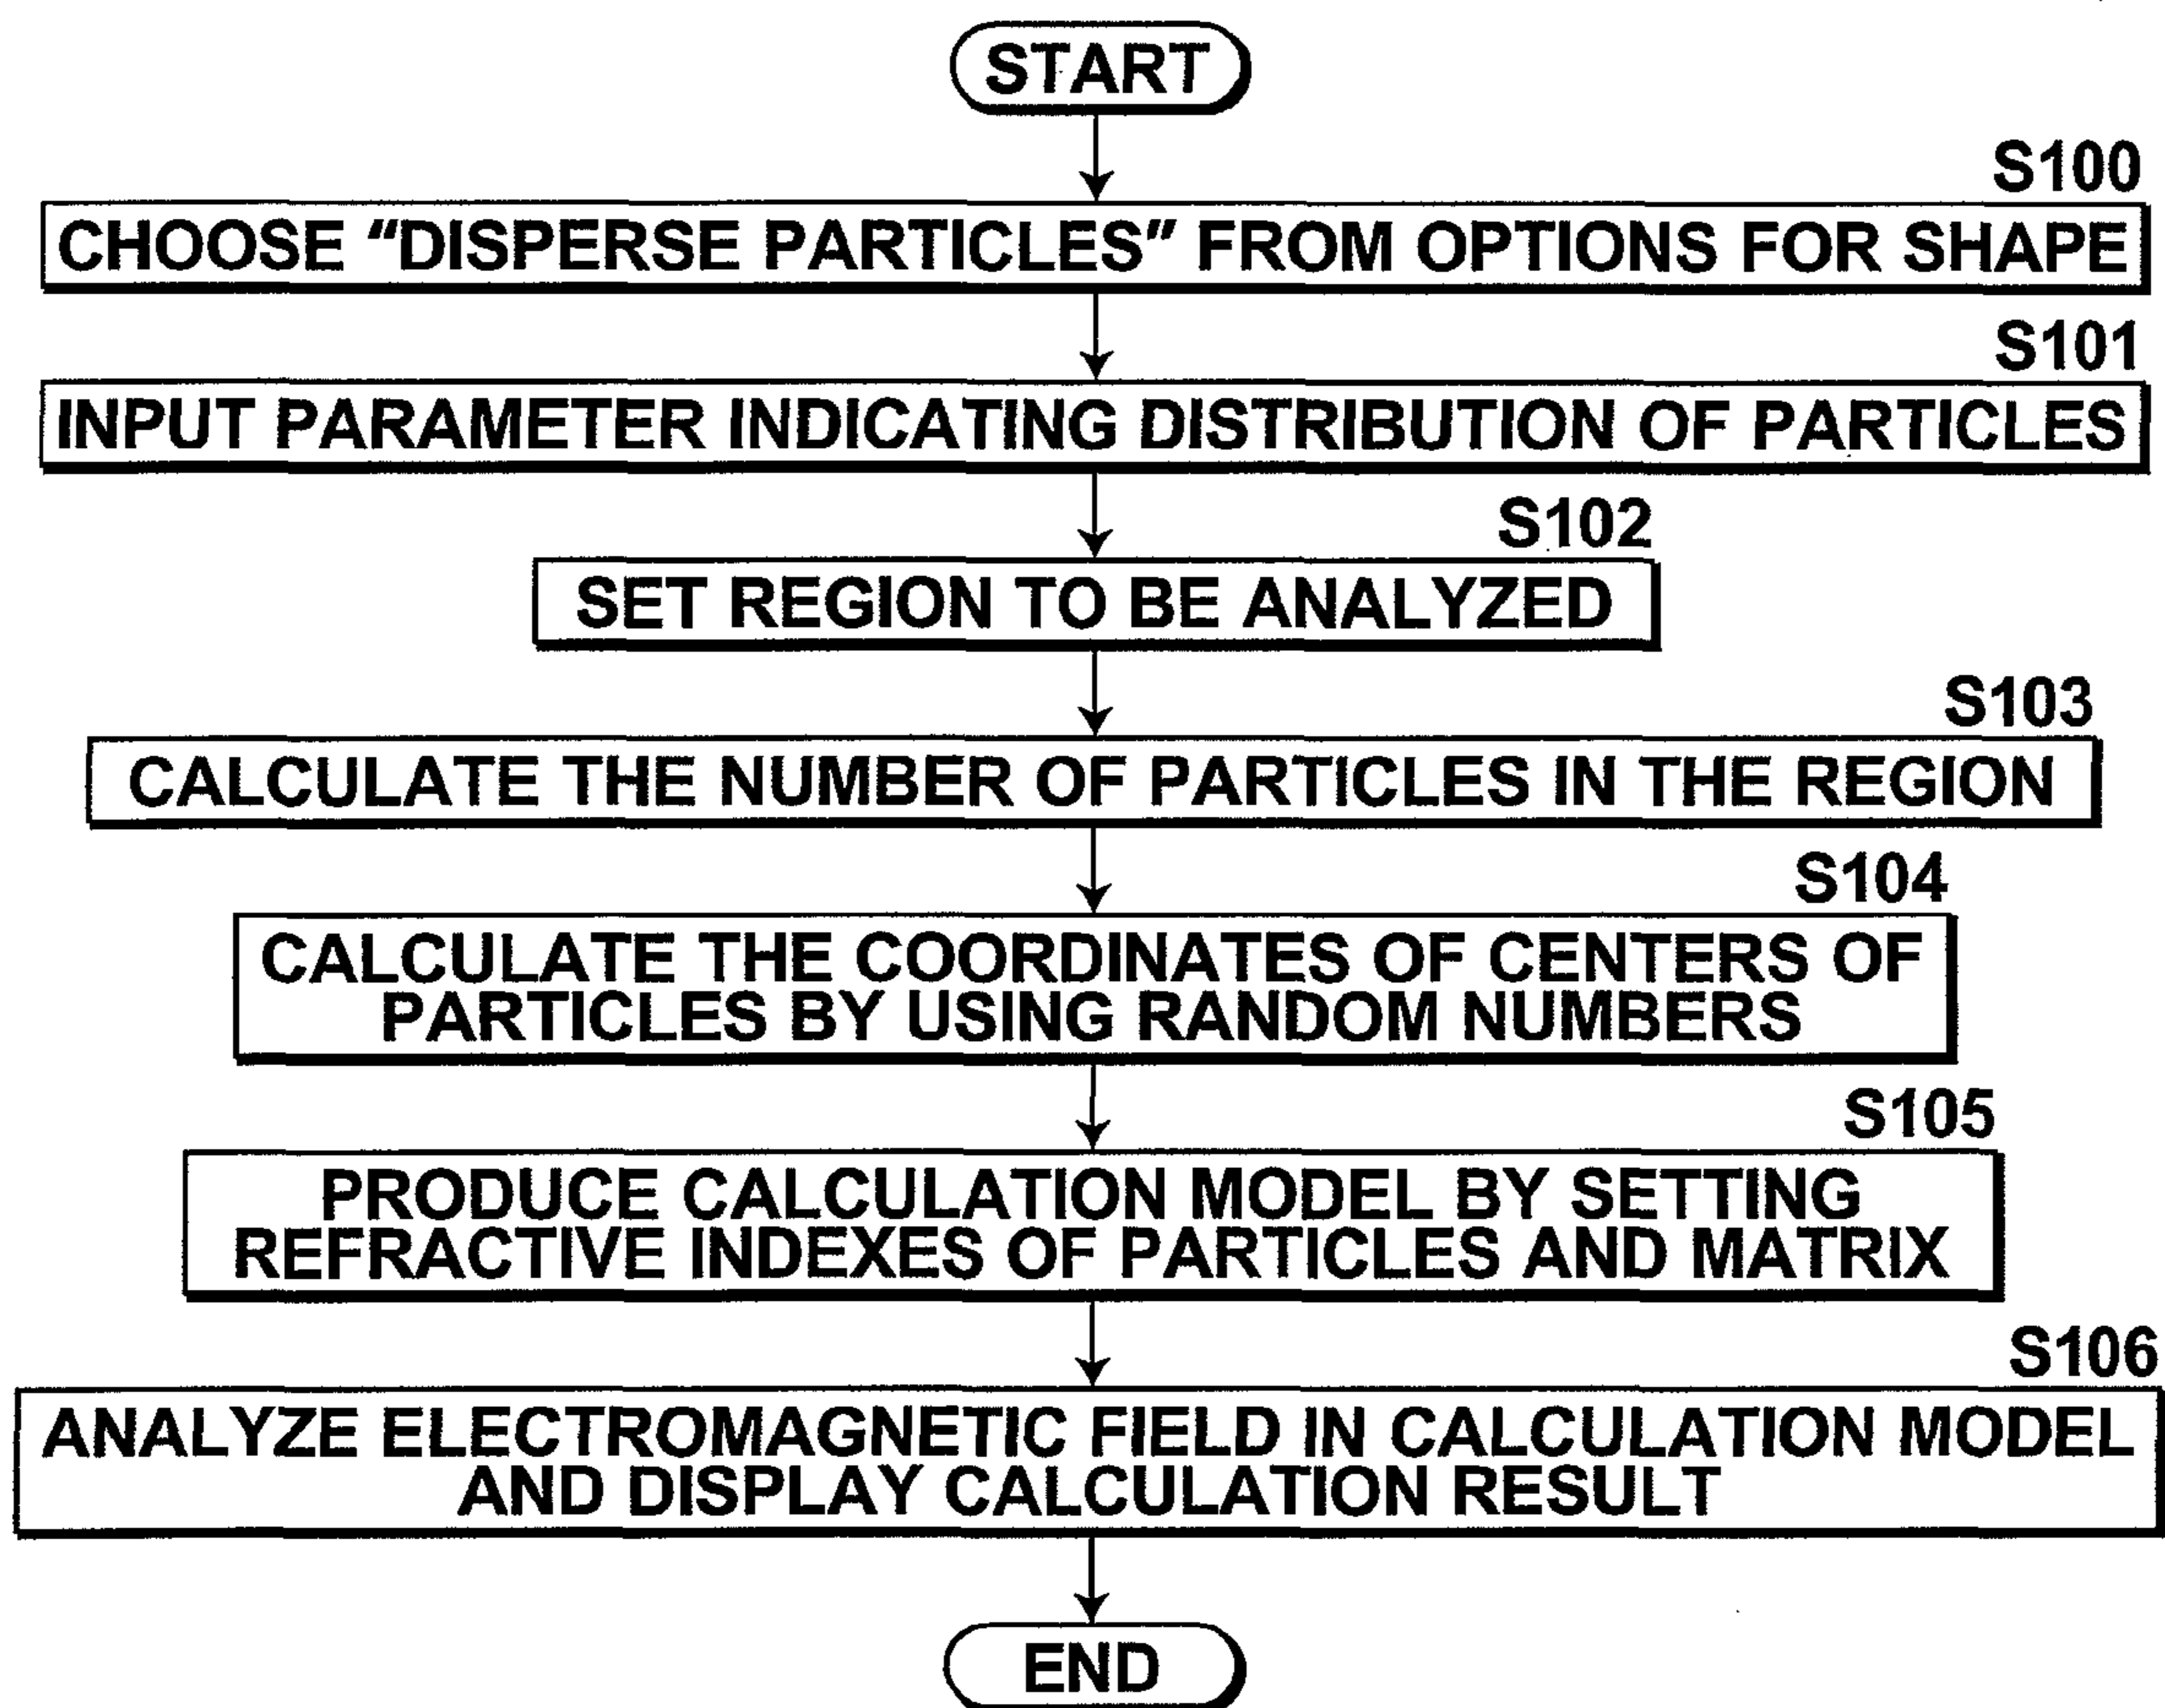 START
S100
CHOOSE “DISPERSE PARTICLES” FROM OPTIONS FOR SHAPE
S101
INPUT PARAMETER INDICATING DISTRIBUTION OF PARTICLES
S102
SET REGION TO BE ANALYZED
S103
CALCULATE THE NUMBER OF PARTICLES IN THE REGION
S104
CALCULATE THE COORDINATES OF CENTERS OF
PARTICLES BY USING RANDOM NUMBERS
S105
PRODUCE CALCULATION MODEL BY SETTING
REFRACTIVE INDEXES OF PARTICLES AND MATRIX
S106
ANALYZE ELECTROMAGNETIC FIELD IN CALCULATION MODEL
AND DISPLAY CALCULATION RESULT
END